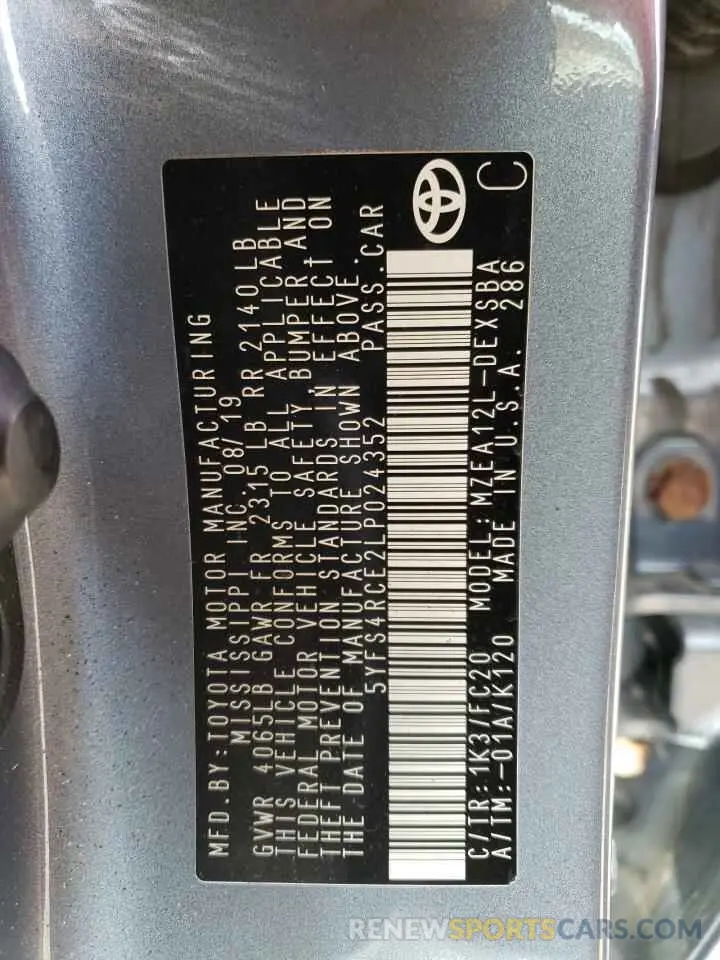 MFD.BY:TOYOTA MOTOR MANUFACTURING
MISSISSIPPI INC. 08/19
GVWR 4065LB GAWR FR 2315 LB RR 2140LB
THIS VEHICLE CONFORMS TO ALL APPLICABLE
FEDERAL MOTOR VEHICLE SAFETY, BUMPER AND
THEFT PREVENTION STANDARDS IN EFFECT ON
THE DATE OF MANUFACTURE SHOWN ABOVE.
5YFS4RCE2LP024352 PASS.CAR
C/TR:1K3/FC20 MODEL:MZEA12L-DEXSBA
A/TM:-01A/K120 MADE IN U.S.A. 286
C
RENEWSPORTSCARS.COM